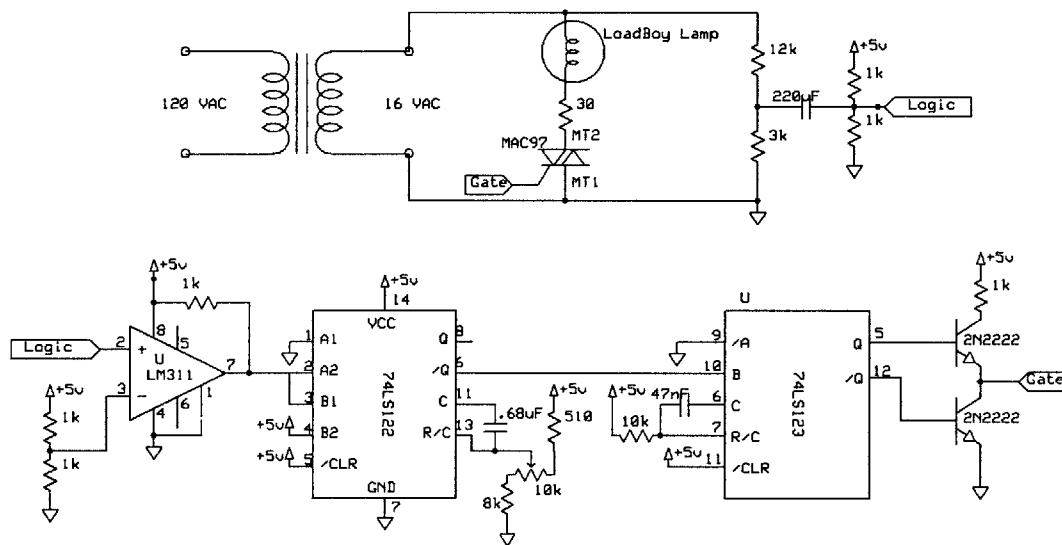 LoadBoy Lamp
120 VAC
16 VAC
12k
+5v
1k
220uF
Logic
1k
30
3k
MAC97
MT2
Gate
MT1
+5v
1k
+5v
14
VCC
U
+5v
1k
Logic
2
+
8
5
U
LM311
7
1
3
-
4
6
+5v
1k
1k
1
A1
2
A2
3
B1
+5v
4
B2
+5v
5
/CLR
74LS122
GND
7
Q
8
/Q
6
C
11
R/C
13
.68uF
+5v
510
10k
8k
9
/A
10
B
47nF
6
C
+5v
10k
7
R/C
+5v
11
/CLR
74LS123
Q
5
/Q
12
2N2222
Gate
2N2222